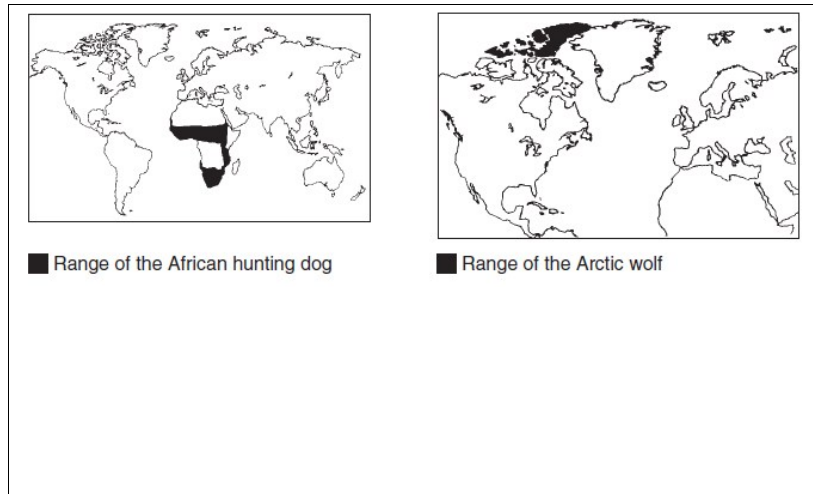 Range of the African hunting dog
Range of the Arctic wolf